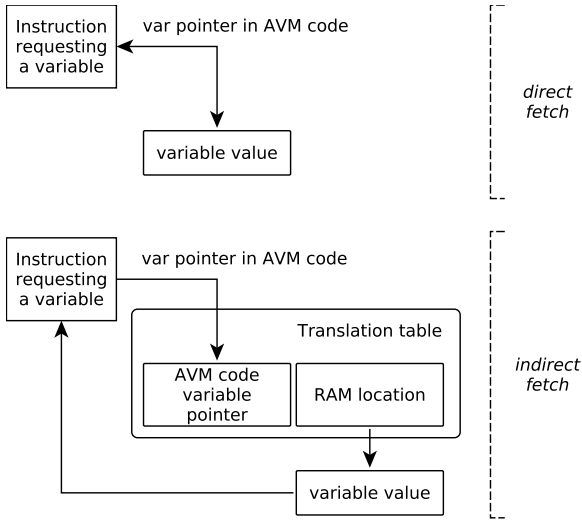 Instruction
requesting
a variable
var pointer in AVM code
variable value
direct
fetch
Instruction
requesting
a variable
var pointer in AVM code
Translation table
AVM code
variable
pointer
RAM location
variable value
indirect
fetch